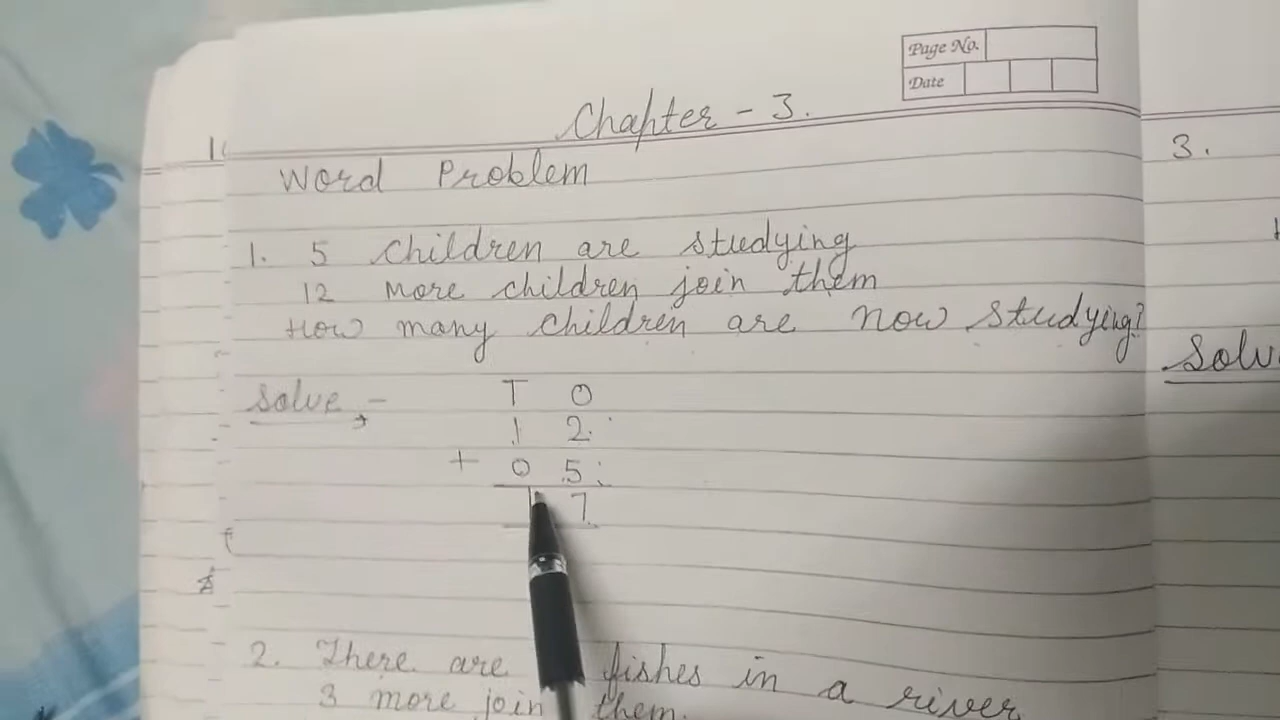 Page No.
Date
Chapter - 3.
Word Problem
1. 5 children are studying
12 more children join them
How many children are now studying?
Solve -
T O
1 2
+ 0 5
1 7
2. There are fishes in a river
3 more join them.
3.
Solv